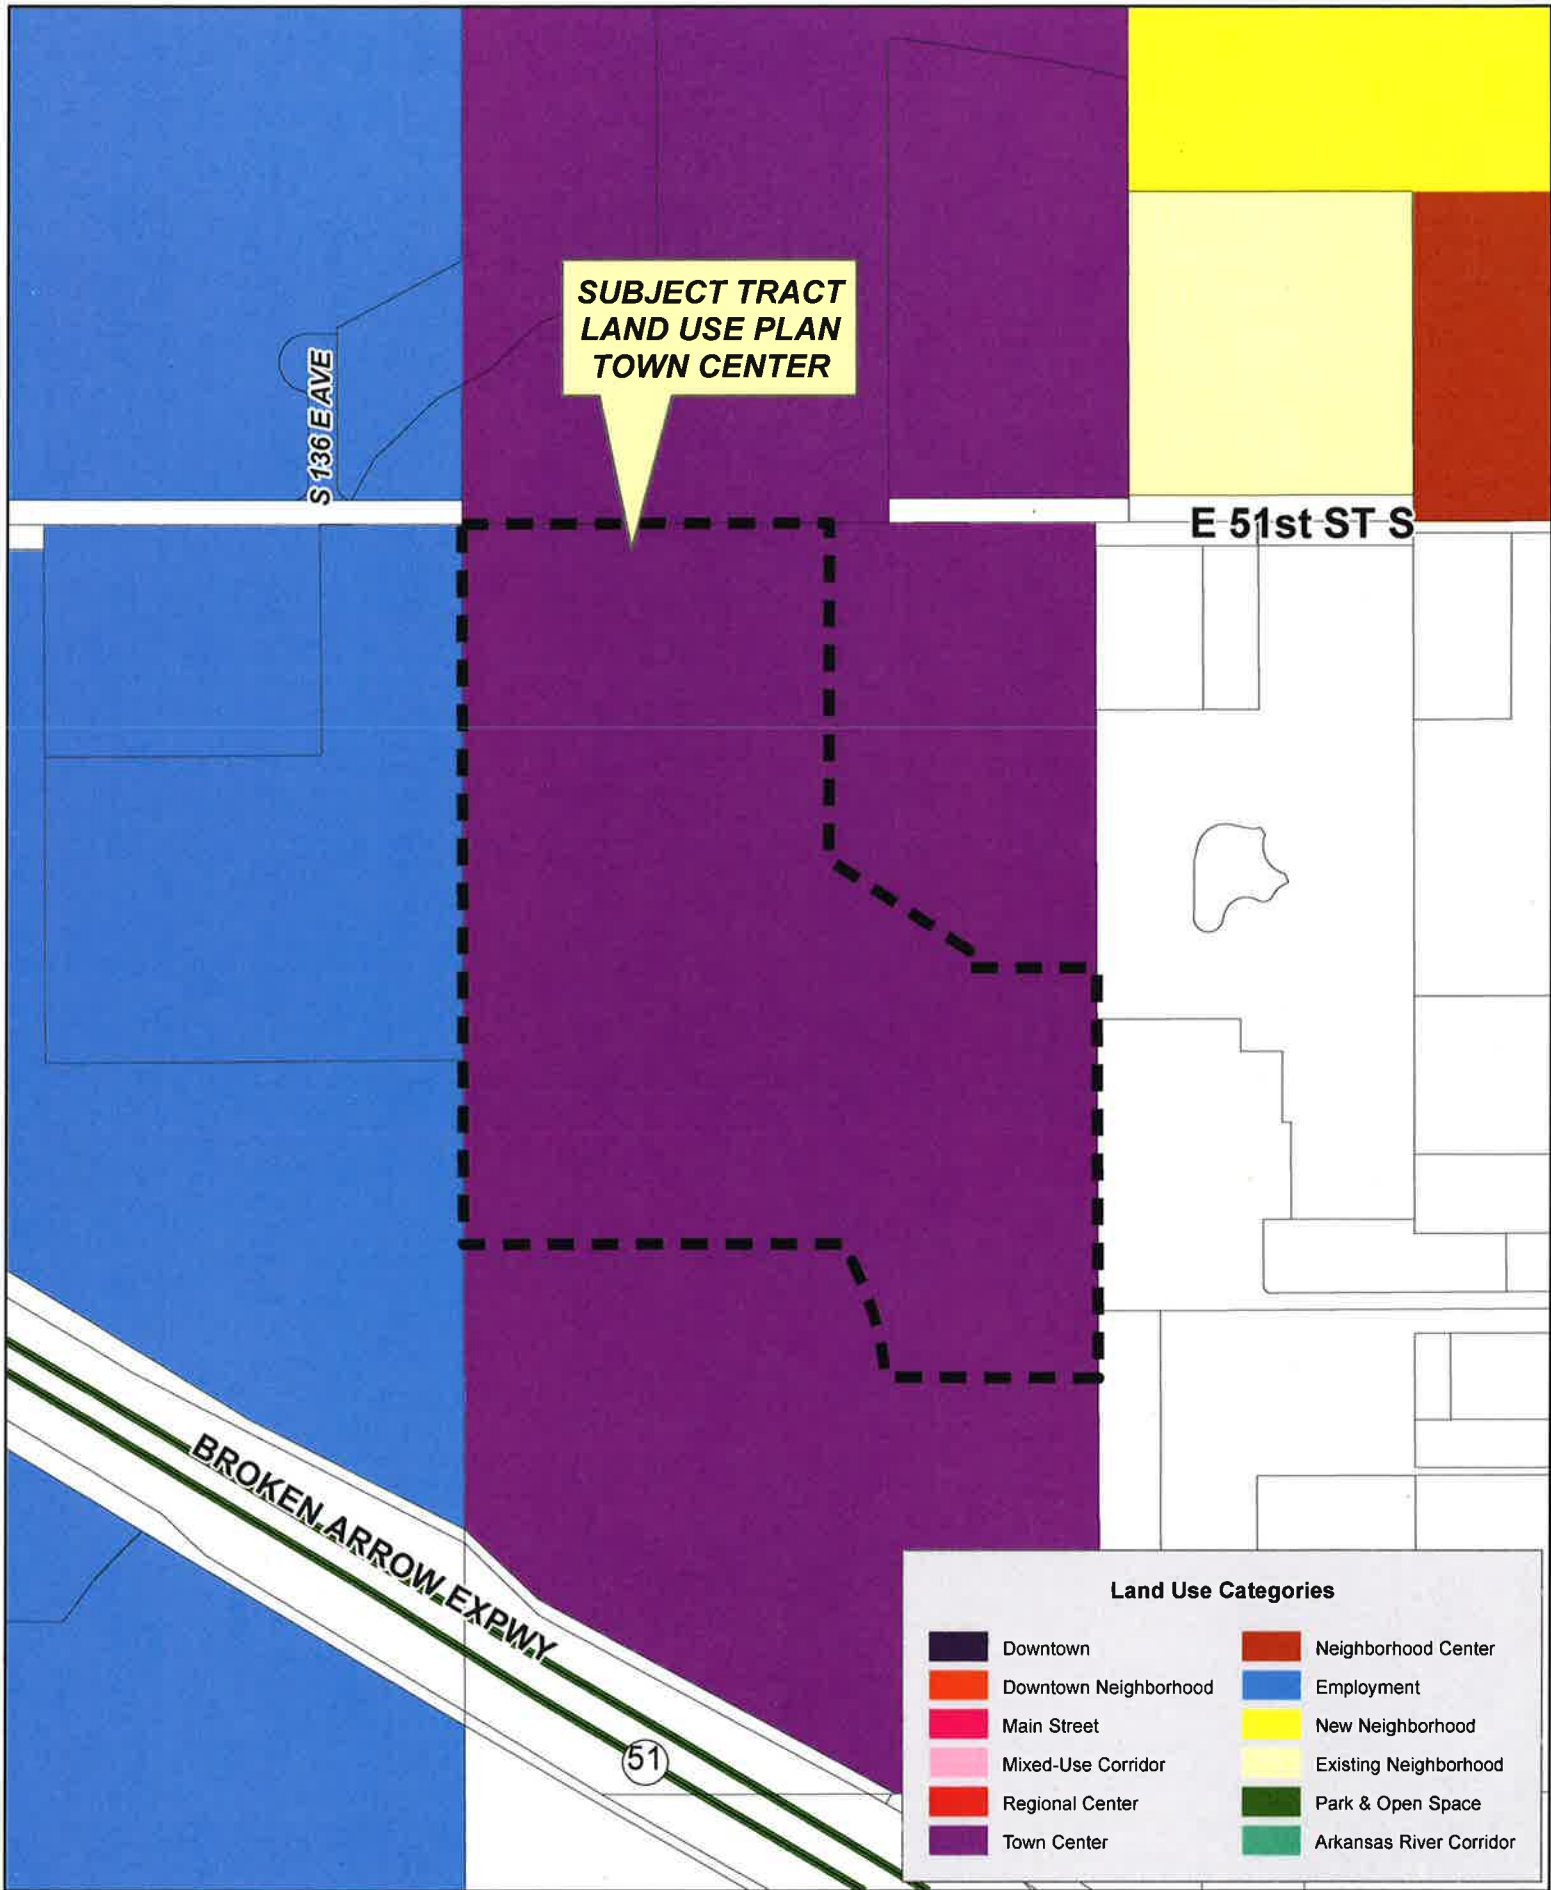 SUBJECT TRACT
LAND USE PLAN
TOWN CENTER
S 136 E AVE
E 51st ST S
BROKEN ARROW EXPWY
51
Land Use Categories
Downtown
Downtown Neighborhood
Main Street
Mixed-Use Corridor
Regional Center
Town Center
Neighborhood Center
Employment
New Neighborhood
Existing Neighborhood
Park & Open Space
Arkansas River Corridor